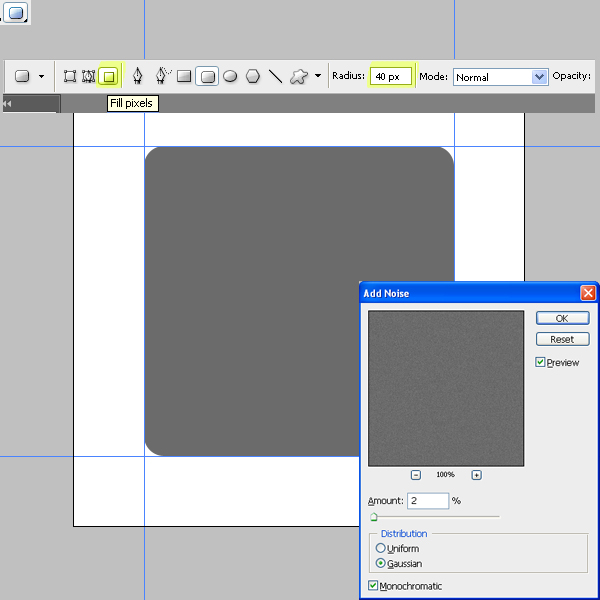 Radius: 40 px Mode: Normal Opacity:
Fill pixels
Add Noise
OK
Reset
Preview
100%
Amount: 2 %
Distribution
Uniform
Gaussian
Monochromatic